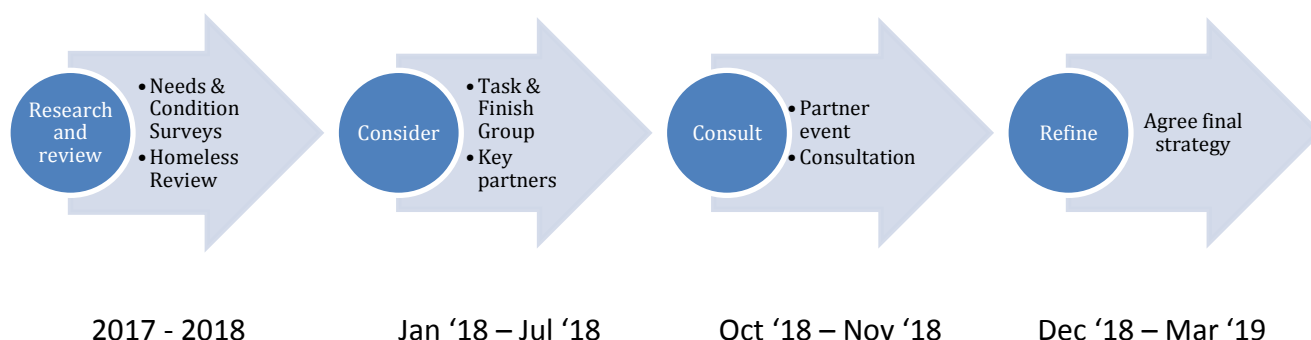 Research
and
review
• Needs &
Condition
Surveys
• Homeless
Review
Consider
• Task &
Finish
Group
• Key
partners
Consult
• Partner
event
• Consultation
Refine
Agree final
strategy
2017 - 2018
Jan ‘18 – Jul ‘18
Oct ‘18 – Nov ‘18
Dec ‘18 – Mar ‘19